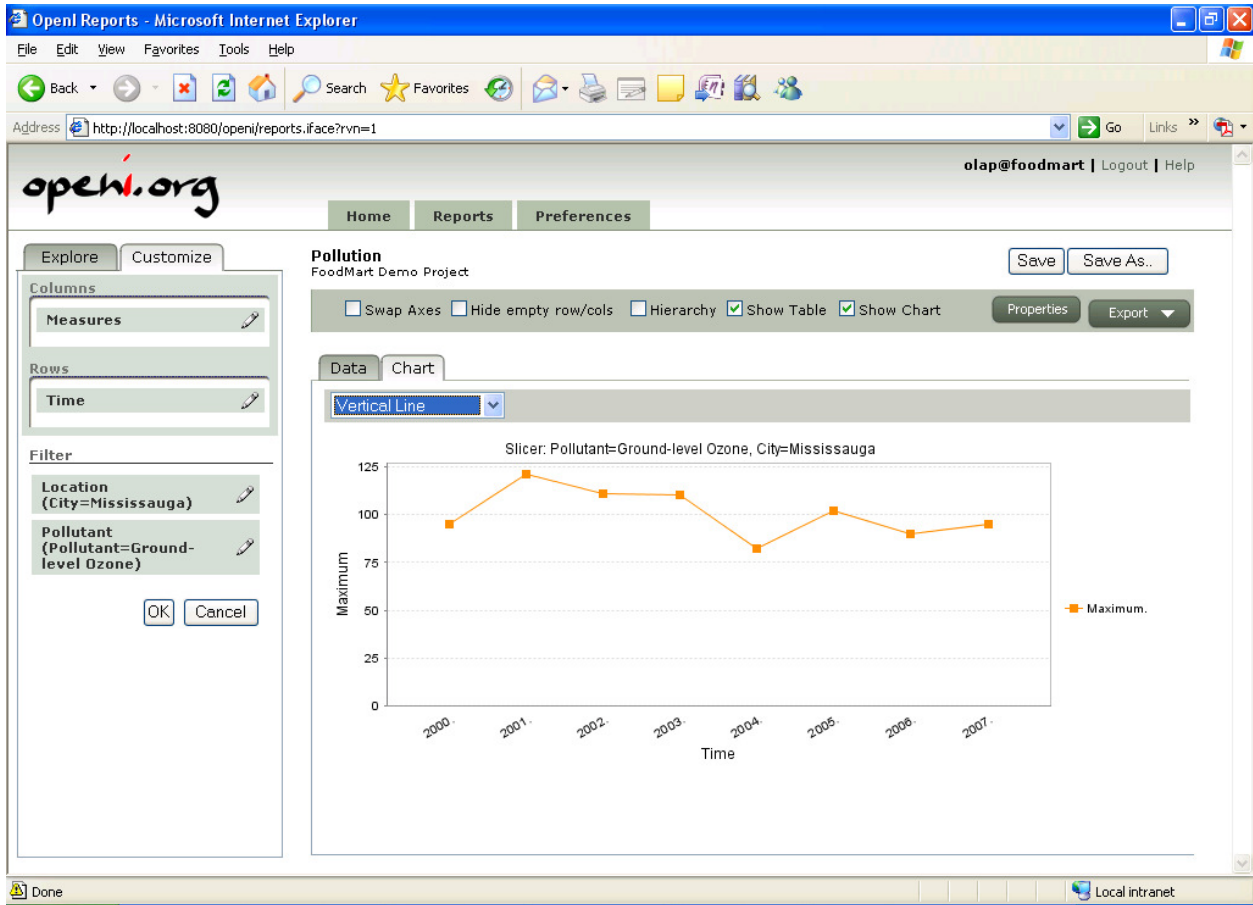 OpenI Reports - Microsoft Internet Explorer
File Edit View Favorites Tools Help
Back Search Favorites
Address http://localhost:8080/openi/reports.iface?rvn=1 Go Links »
openi.org
olap@foodmart | Logout | Help
Home Reports Preferences
Explore Customize
Columns
Measures
Rows
Time
Filter
Location
(City=Mississauga)
Pollutant
(Pollutant=Ground-
level Ozone)
OK Cancel
Pollution
FoodMart Demo Project
Save Save As..
Swap Axes Hide empty row/cols Hierarchy Show Table Show Chart Properties Export
Data Chart
Vertical Line
Slicer: Pollutant=Ground-level Ozone, City=Mississauga
125
100
75
50
25
0
Maximum
2000. 2001. 2002. 2003. 2004. 2005. 2006. 2007.
Time
Maximum.
Done Local intranet